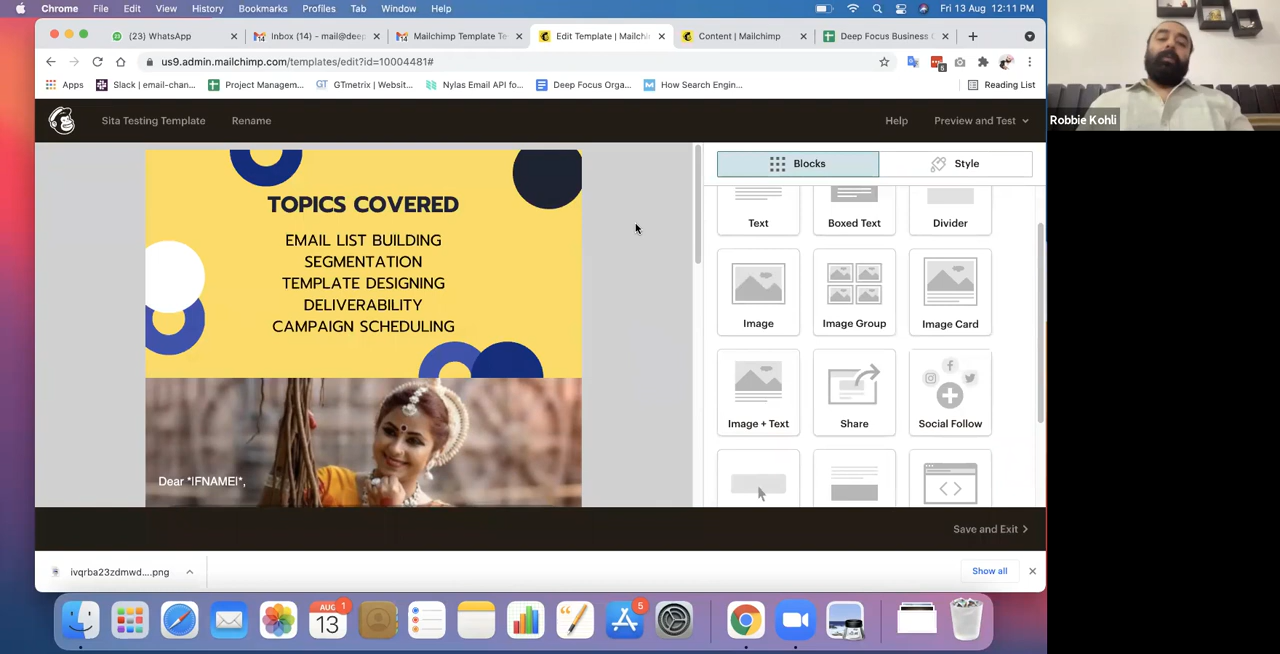 Chrome File Edit View History Bookmarks Profiles Tab Window Help Fri 13 Aug 12:11 PM
(23) WhatsApp Inbox (14) - mail@deep Mailchimp Template Te Edit Template | Mailchi Content | Mailchimp Deep Focus Business
us9.admin.mailchimp.com/templates/edit?id=10004481#
6
Apps Slack | email-chan... Project Managem... GT GTmetrix | Websit... Nylas Email API fo... Deep Focus Orga... How Search Engin... Reading List
Sita Testing Template Rename Help Preview and Test
Robbie Kohli
Blocks Style
TOPICS COVERED
EMAIL LIST BUILDING
SEGMENTATION
TEMPLATE DESIGNING
DELIVERABILITY
CAMPAIGN SCHEDULING
Dear *IFNAMEI*,
Text Boxed Text Divider
Image Image Group Image Card
Image + Text Share Social Follow
Save and Exit
ivqrba23zdmwd....png Show all
AUG 1
13
5